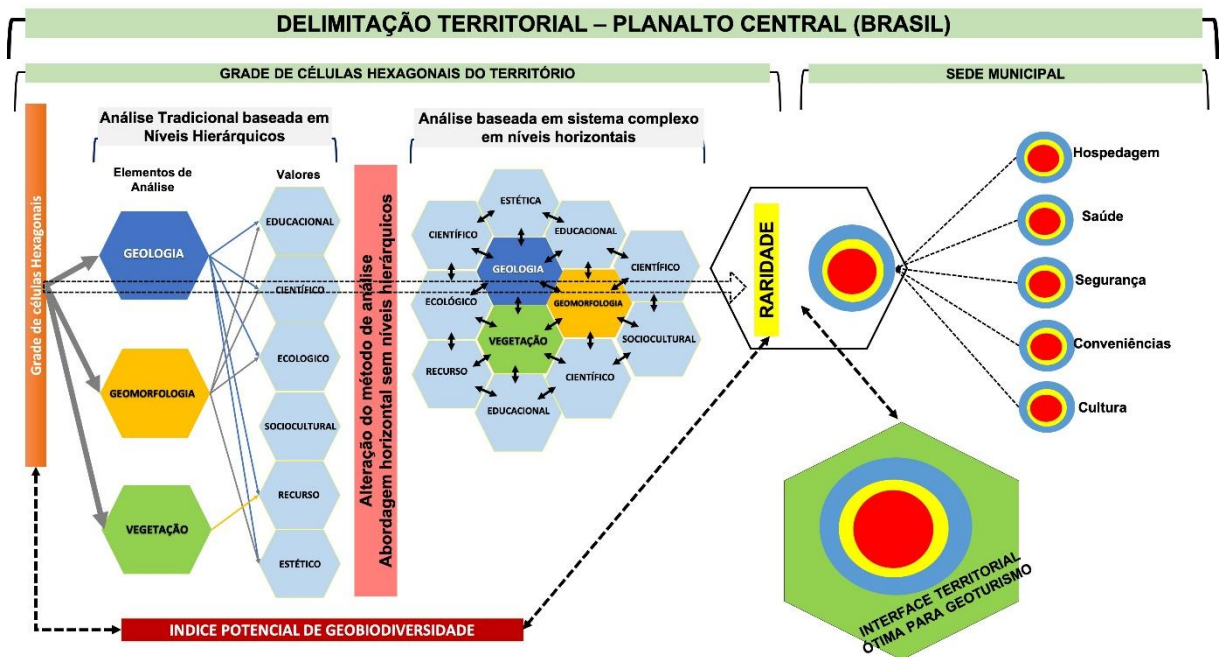 DELIMITAÇÃO TERRITORIAL – PLANALTO CENTRAL (BRASIL)
GRADE DE CÉLULAS HEXAGONAIS DO TERRITÓRIO
SEDE MUNICIPAL
Grade de células Hexagonais
Análise Tradicional baseada em
Níveis Hierárquicos
Elementos de
Análise
Valores
GEOLOGIA
GEOMORFOLOGIA
VEGETAÇÃO
EDUCACIONAL
CIENTÍFICO
ECOLOGICO
SOCIOCULTURAL
RECURSO
ESTÉTICO
Alteração do método de análise
Abordagem horizontal sem níveis hierárquicos
Análise baseada em sistema complexo
em níveis horizontais
ESTÉTICA
CIENTÍFICO
EDUCACIONAL
GEOLOGIA
CIENTÍFICO
ECOLÓGICO
GEOMORFOLOGIA
VEGETAÇÃO
SOCIOCULTURAL
RECURSO
CIENTÍFICO
EDUCACIONAL
RARIDADE
Hospedagem
Saúde
Segurança
Conveniências
Cultura
INTERFACE TERRITORIAL
ÓTIMA PARA GEOTURISMO
INDICE POTENCIAL DE GEOBIODIVERSIDADE